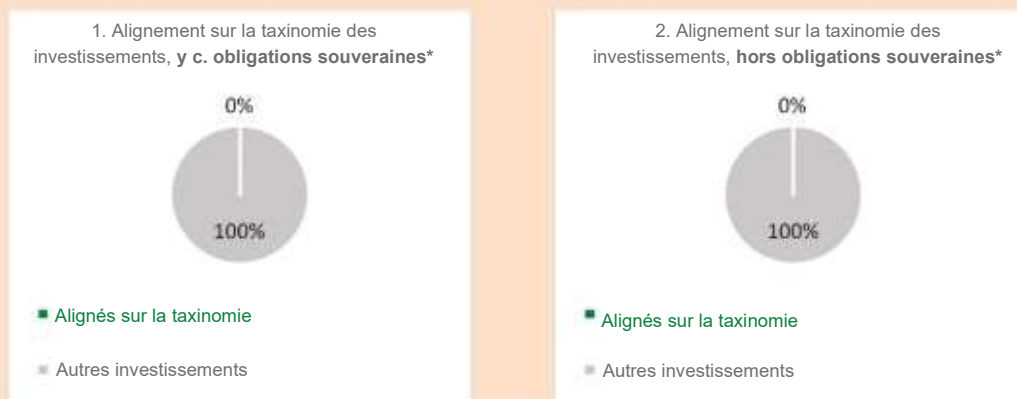 1. Alignement sur la taxinomie des
investissements, y c. obligations souveraines*
0%
100%
Alignés sur la taxinomie
Autres investissements
2. Alignement sur la taxinomie des
investissements, hors obligations souveraines*
0%
100%
Alignés sur la taxinomie
Autres investissements